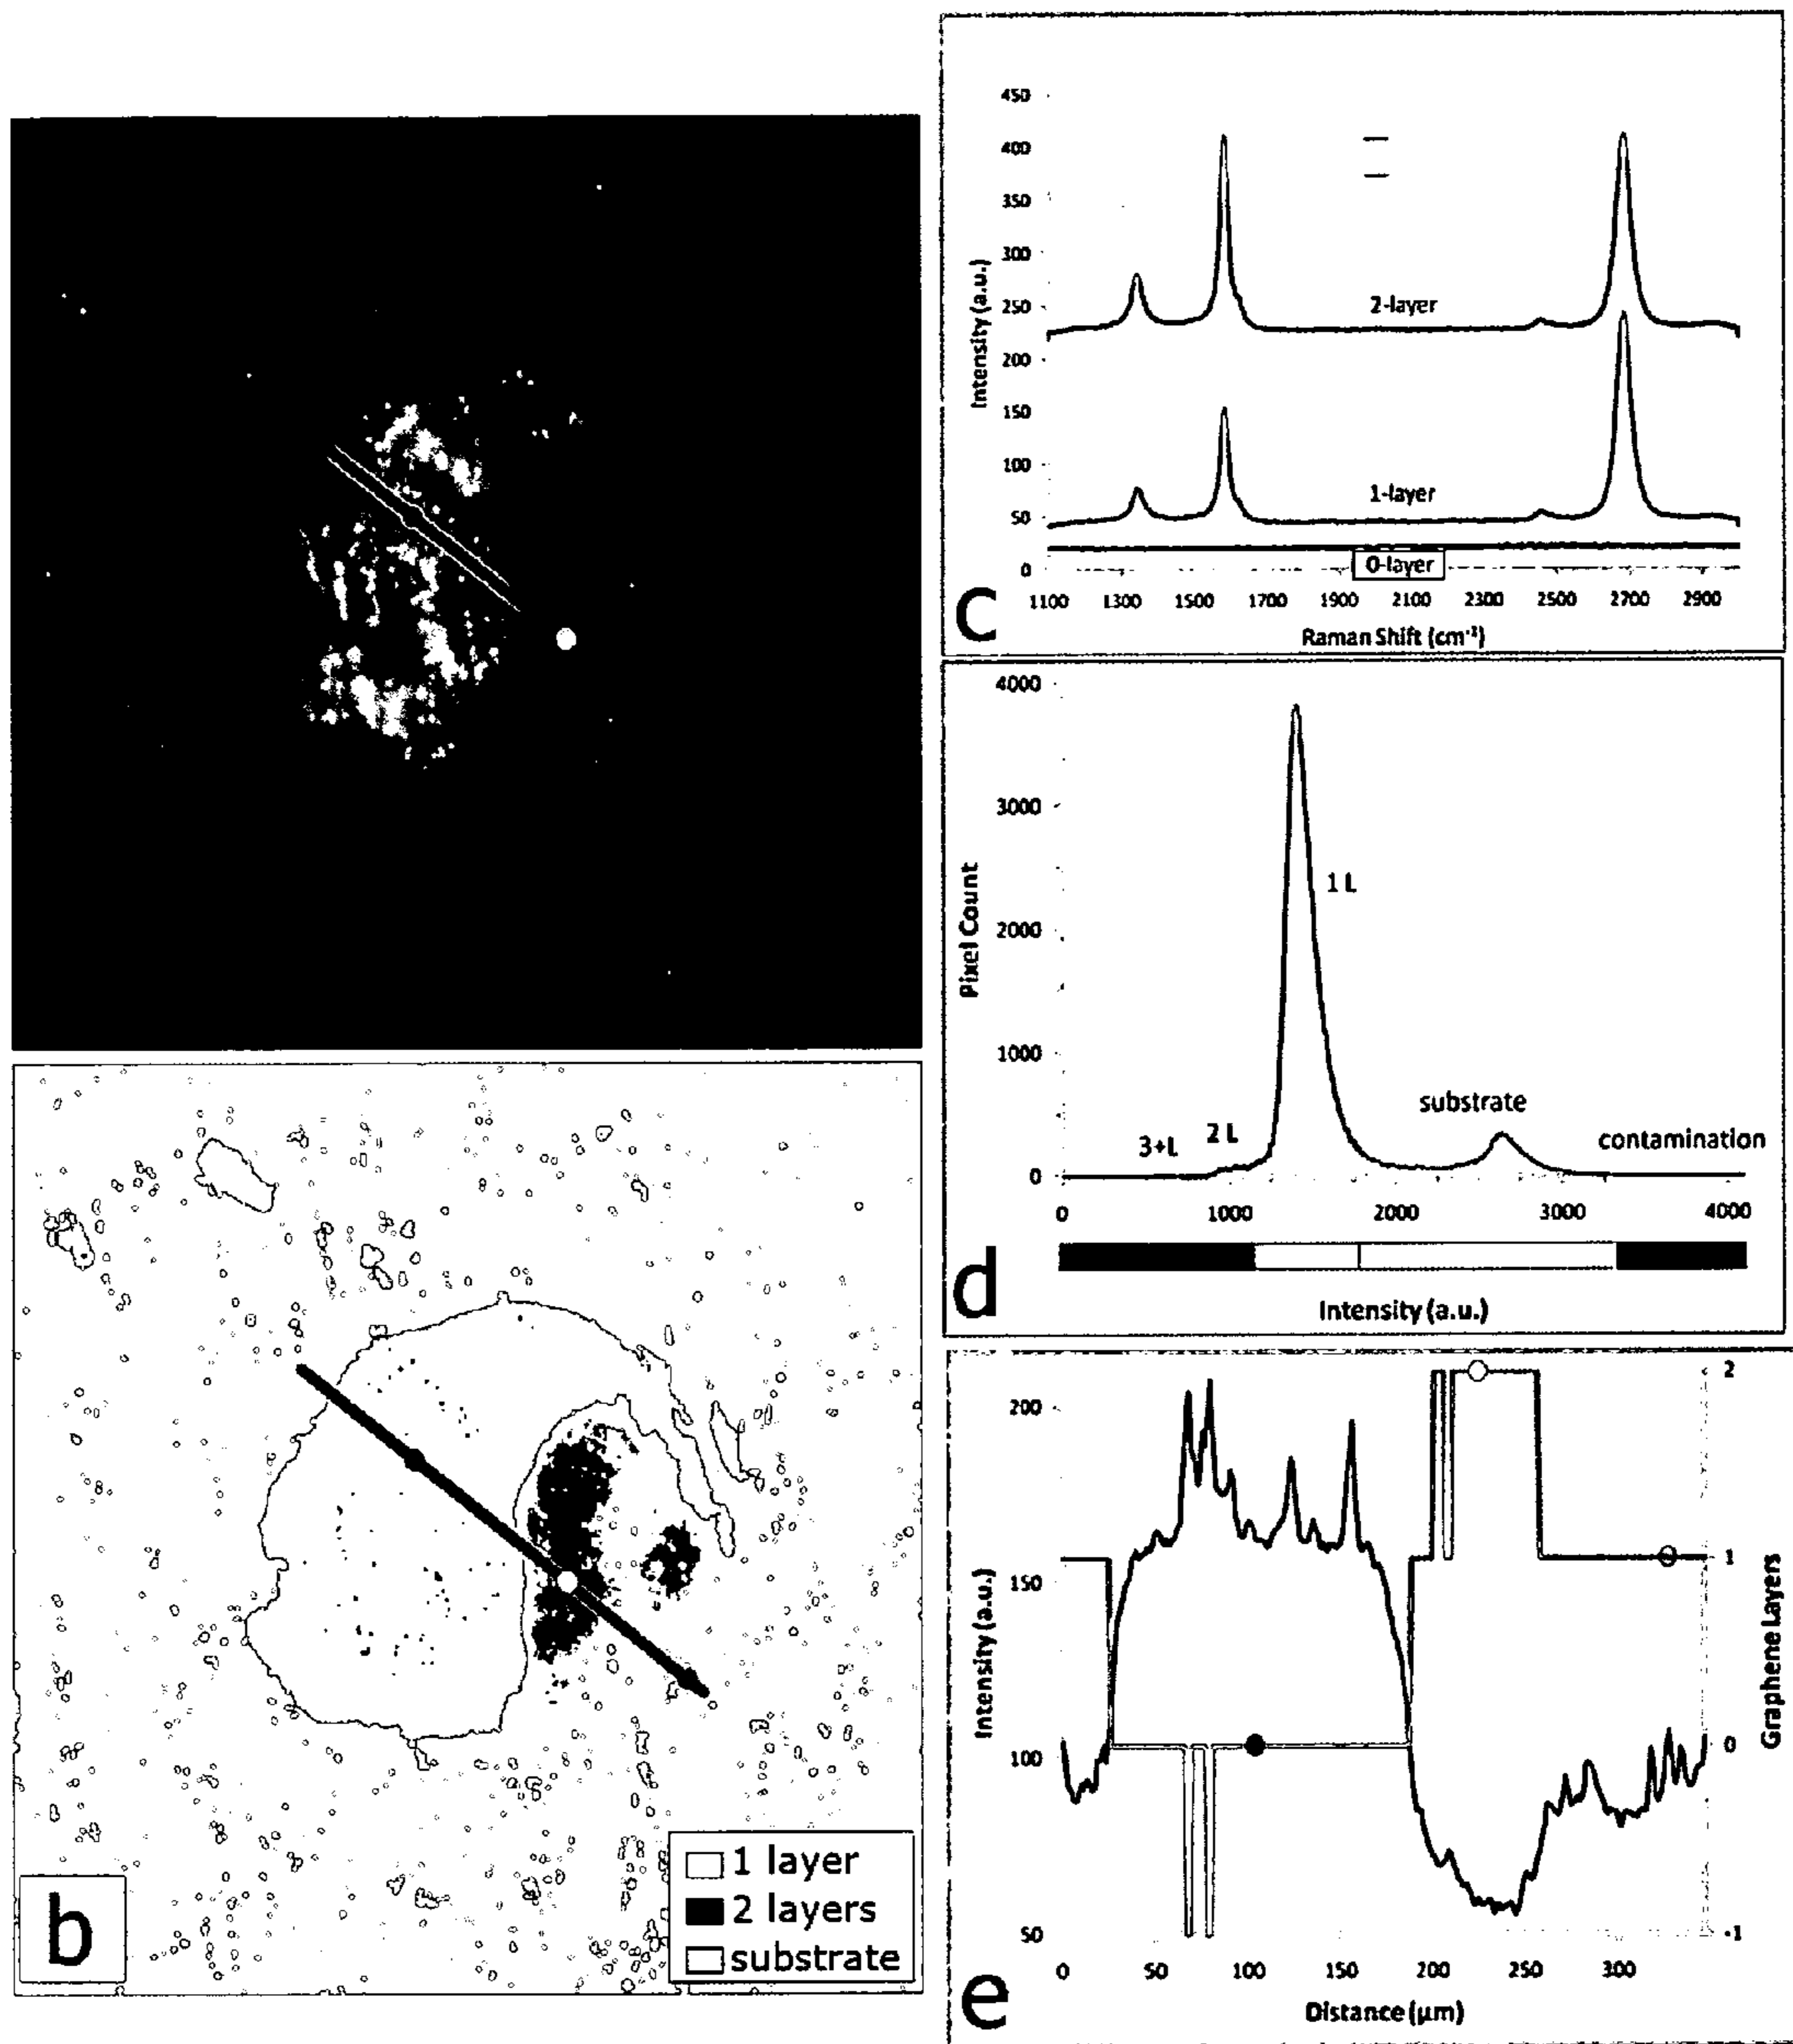 b
1 layer
2 layers
substrate
450
400
350
300
250
200
150
100
50
0
Intensity (a.u.)
2-layer
1-layer
0-layer
1100 1300 1500 1700 1900 2100 2300 2500 2700 2900
Raman Shift (cm⁻¹)
c
4000
3000
2000
1000
0
Pixel Count
1 L
substrate
3+L
2 L
contamination
0 1000 2000 3000 4000
Intensity (a.u.)
d
200
150
100
50
Intensity (a.u.)
2
1
0
-1
Graphene Layers
0 50 100 150 200 250 300
Distance (µm)
e